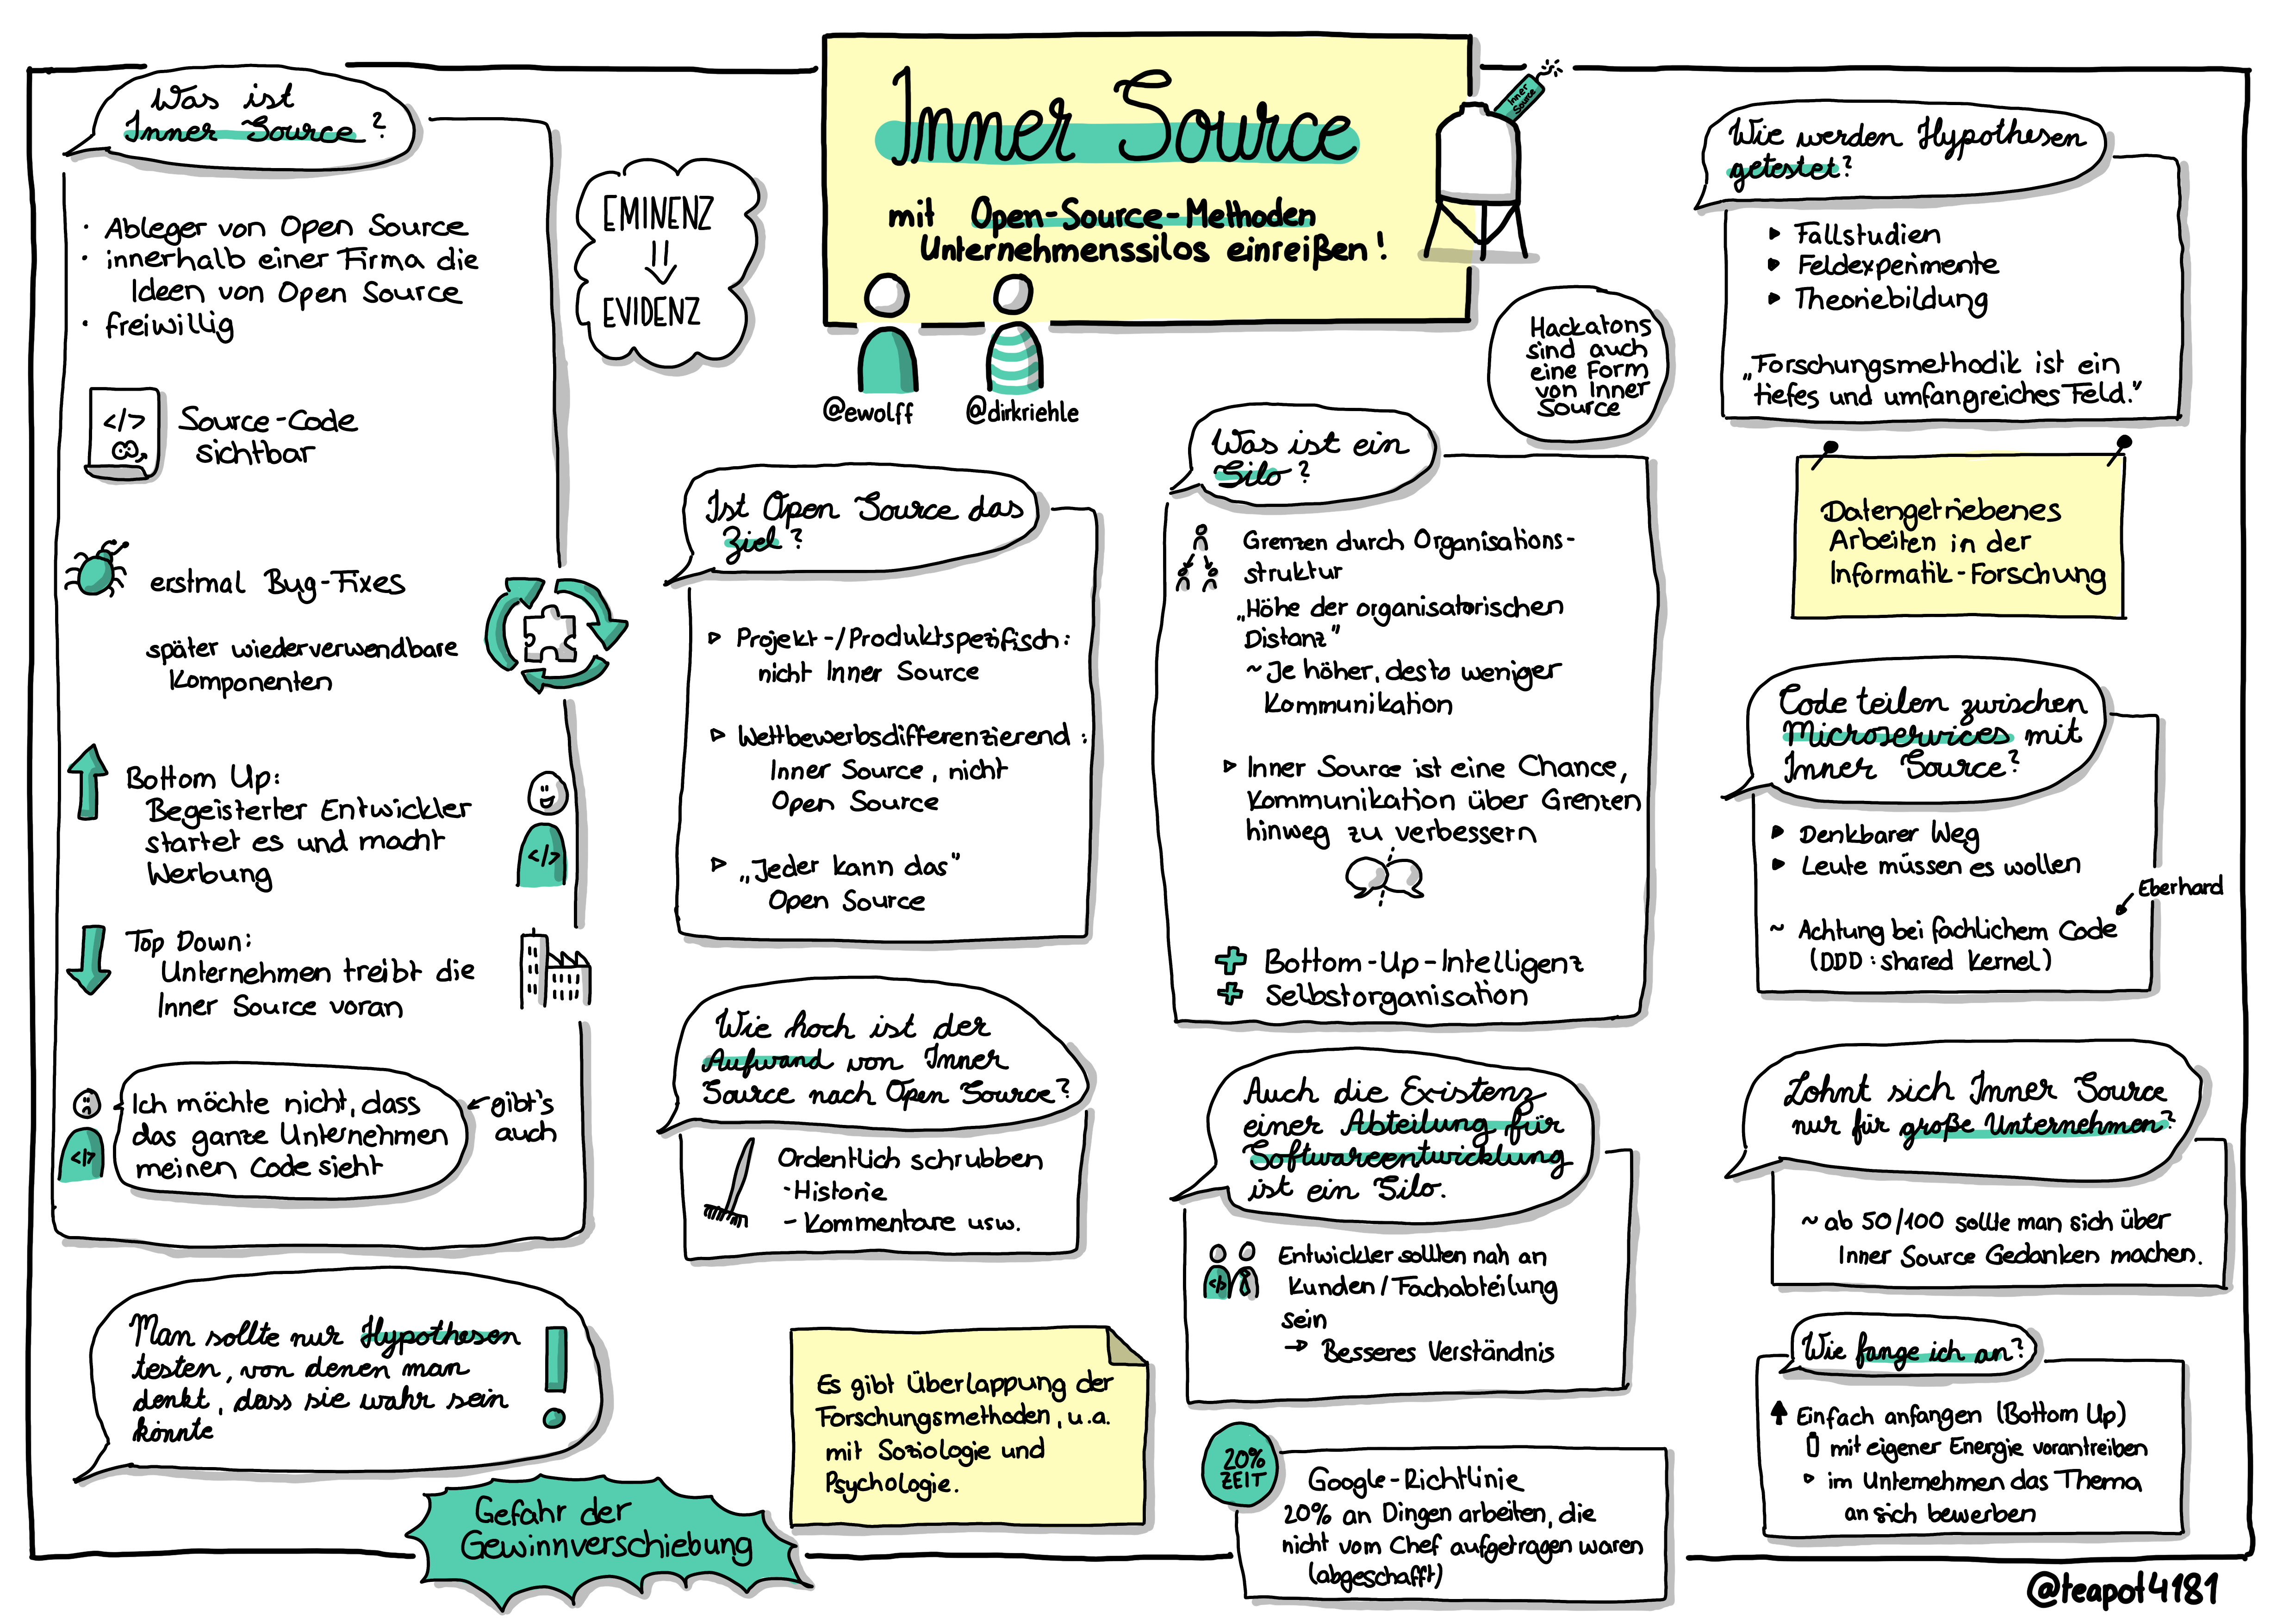 Inner Source
mit Open-Source-Methoden
Unternehmenssilos einreißen!
Inner
Source
@ewolff
@dirkriehle
Was ist
Inner Source?
· Ableger von Open Source
· innerhalb einer Firma die
Ideen von Open Source
· freiwillig
</>
Source-Code
sichtbar
erstmal Bug-Fixes
später wiederverwendbare
Komponenten
Bottom Up:
Begeisterter Entwickler
startet es und macht
Werbung
</>
Top Down:
Unternehmen treibt die
Inner Source voran
</>
Ich möchte nicht, dass
das ganze Unternehmen
meinen Code sieht
gibt's
auch
Man sollte nur Hypothesen
testen, von denen man
denkt, dass sie wahr sein
könnte
!
Gefahr der
Gewinnverschiebung
EMINENZ
EVIDENZ
Ist Open Source das
Ziel?
Projekt-/Produktspezifisch:
nicht Inner Source
Wettbewerbsdifferenzierend:
Inner Source, nicht
Open Source
„Jeder kann das"
Open Source
Wie hoch ist der
Aufwand von Inner
Source nach Open Source?
Ordentlich schrubben
-Historie
- Kommentare usw.
Es gibt Überlappung der
Forschungsmethoden, u.a.
mit Soziologie und
Psychologie.
Hackatons
sind auch
eine Form
von Inner
Source
Was ist ein
Silo?
Grenzen durch Organisations-
struktur
„Höhe der organisatorischen
Distanz"
~ Je höher, desto weniger
Kommunikation
Inner Source ist eine Chance,
Kommunikation über Grenzen
hinweg zu verbessern
+ Bottom-Up-Intelligenz
+ Selbstorganisation
Auch die Existenz
einer Abteilung für
Softwareentwicklung
ist ein Silo.
</>
Entwickler sollten nah an
Kunden/Fachabteilung
sein
→ Besseres Verständnis
20%
ZEIT
Google-Richtlinie
20% an Dingen arbeiten, die
nicht vom Chef aufgetragen waren
(abgeschafft)
Wie werden Hypothesen
getestet?
Fallstudien
Feldexperimente
Theoriebildung
„Forschungsmethodik ist ein
tiefes und umfangreiches Feld."
Datengetriebenes
Arbeiten in der
Informatik-Forschung
Code teilen zwischen
Microservices mit
Inner Source?
Denkbarer Weg
Leute müssen es wollen
Eberhard
~ Achtung bei fachlichem Code
(DDD: shared Kernel)
Lohnt sich Inner Source
nur für große Unternehmen?
~ ab 50/100 sollte man sich über
Inner Source Gedanken machen.
Wie fange ich an?
Einfach anfangen (Bottom Up)
mit eigener Energie vorantreiben
im Unternehmen das Thema
an sich bewerben
@teapot4181